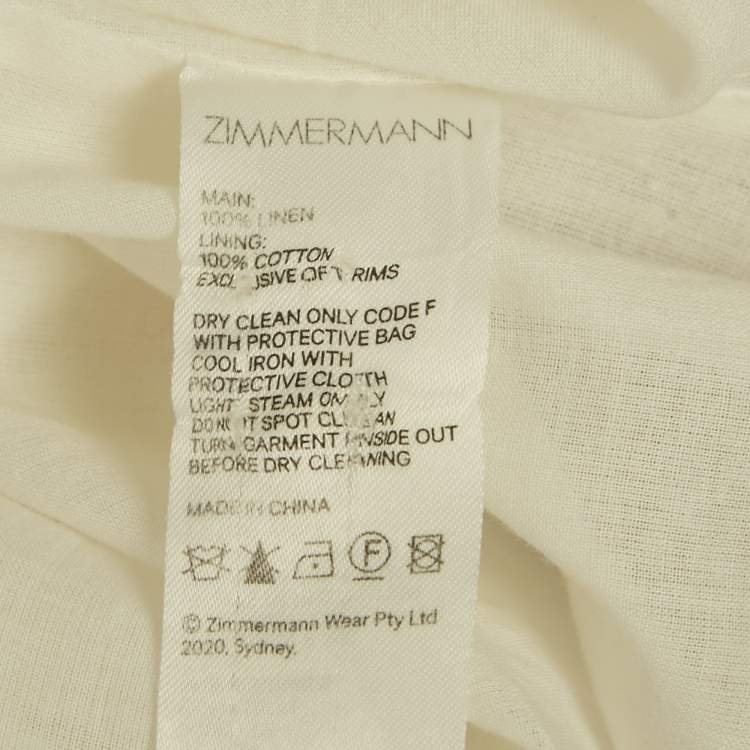 ZIMMERMANN
MAIN:
100% LINEN
LINING:
100% COTTON
EXCLUSIVE OF TRIMS
DRY CLEAN ONLY CODE F
WITH PROTECTIVE BAG
COOL IRON WITH
PROTECTIVE CLOTH
LIGHT STEAM ONLY
DO NOT SPOT CLEAN
TURN GARMENT INSIDE OUT
BEFORE DRY CLEANING
MADE IN CHINA
F
© Zimmermann Wear Pty Ltd
2020, Sydney.